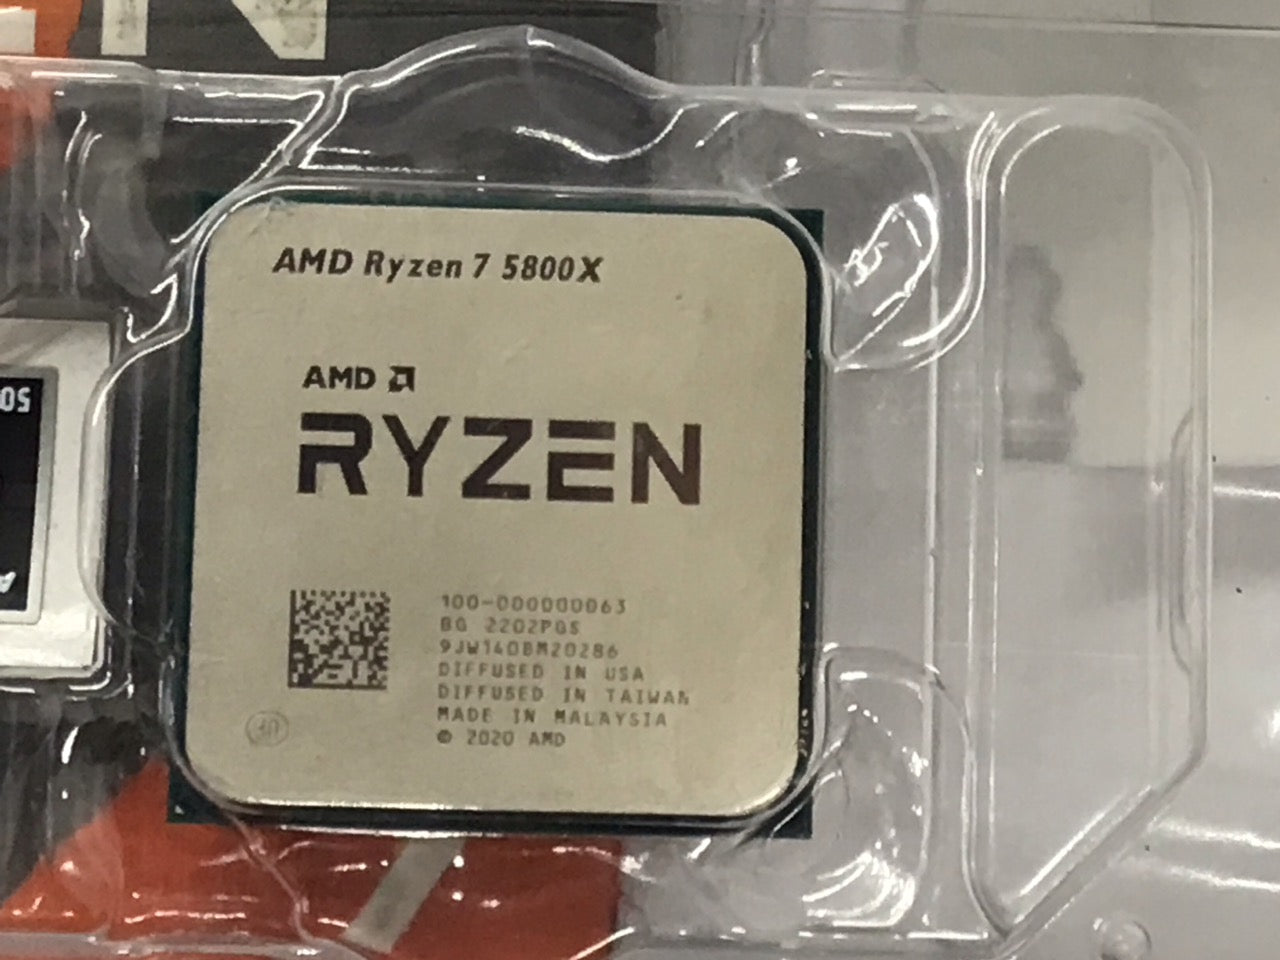 AMD Ryzen 7 5800X
AMD
RYZEN
100-000000063
BG 2202PGS
9JW1408M20286
DIFFUSED IN USA
DIFFUSED IN TAIWAN
MADE IN MALAYSIA
© 2020 AMD